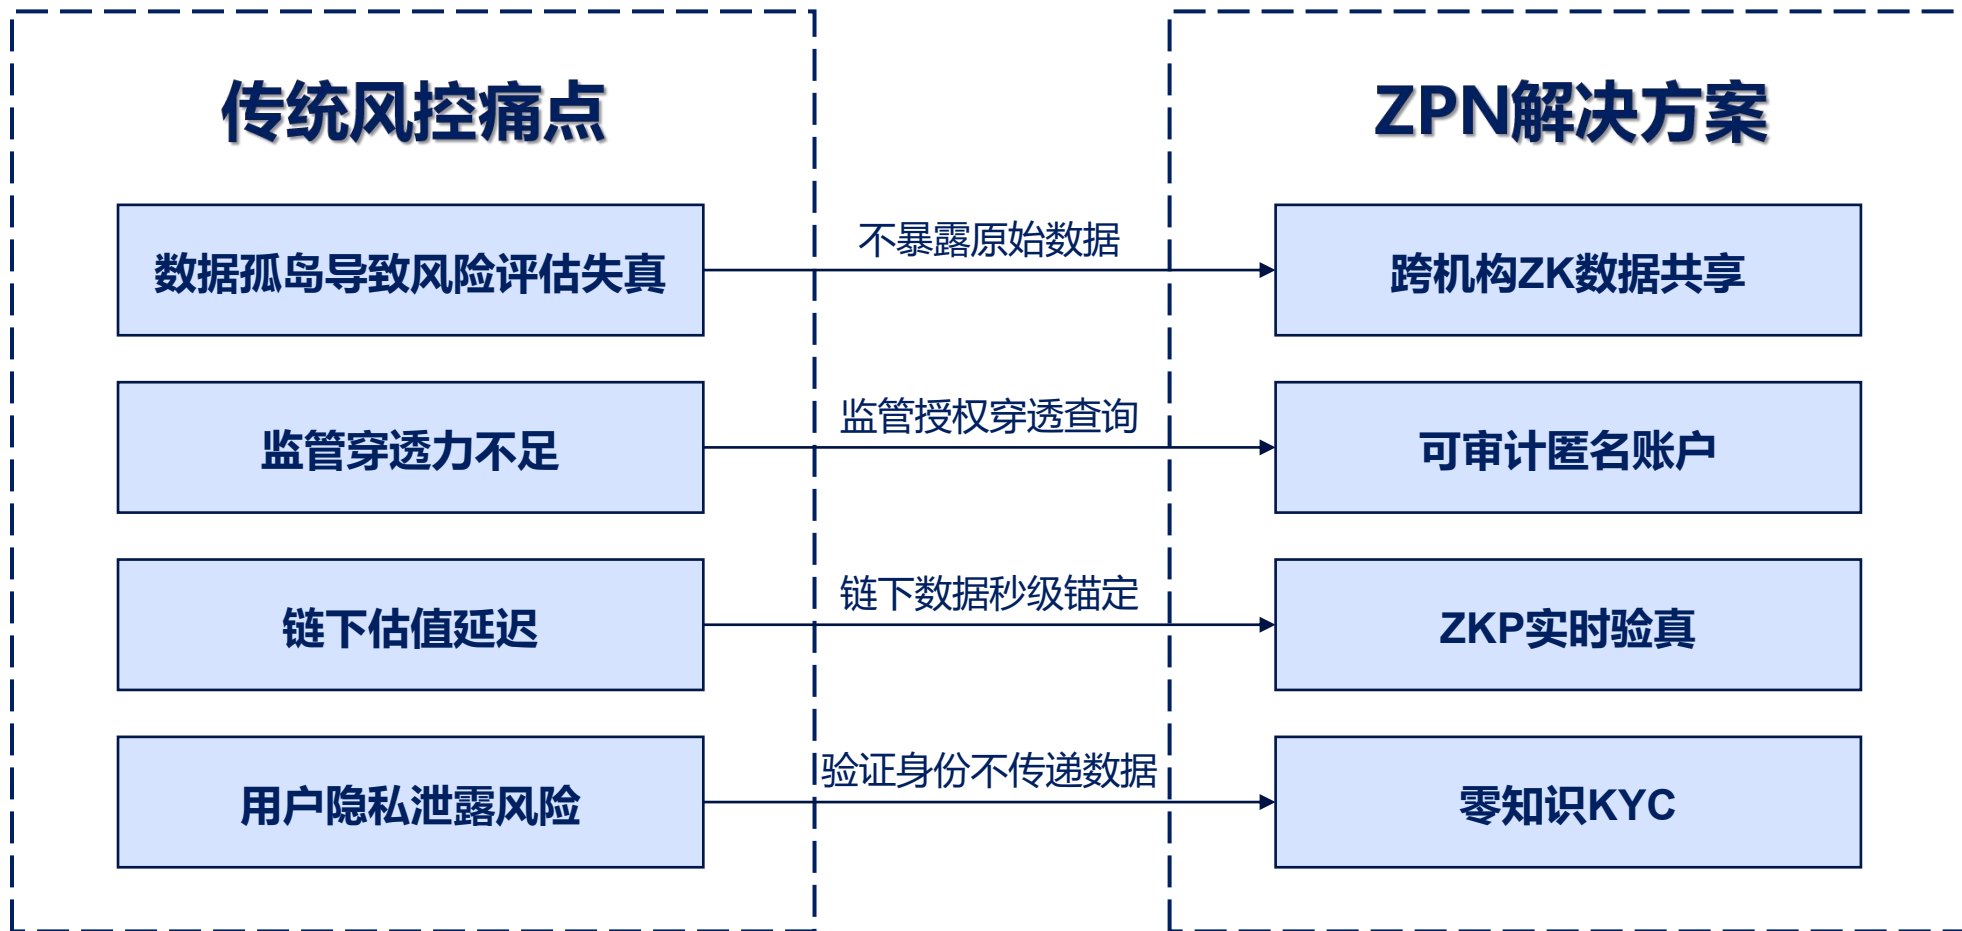 传统风控痛点
ZPN解决方案
数据孤岛导致风险评估失真
不暴露原始数据
跨机构ZK数据共享
监管穿透力不足
监管授权穿透查询
可审计匿名账户
链下估值延迟
链下数据秒级锚定
ZKP实时验真
用户隐私泄露风险
验证身份不传递数据
零知识KYC